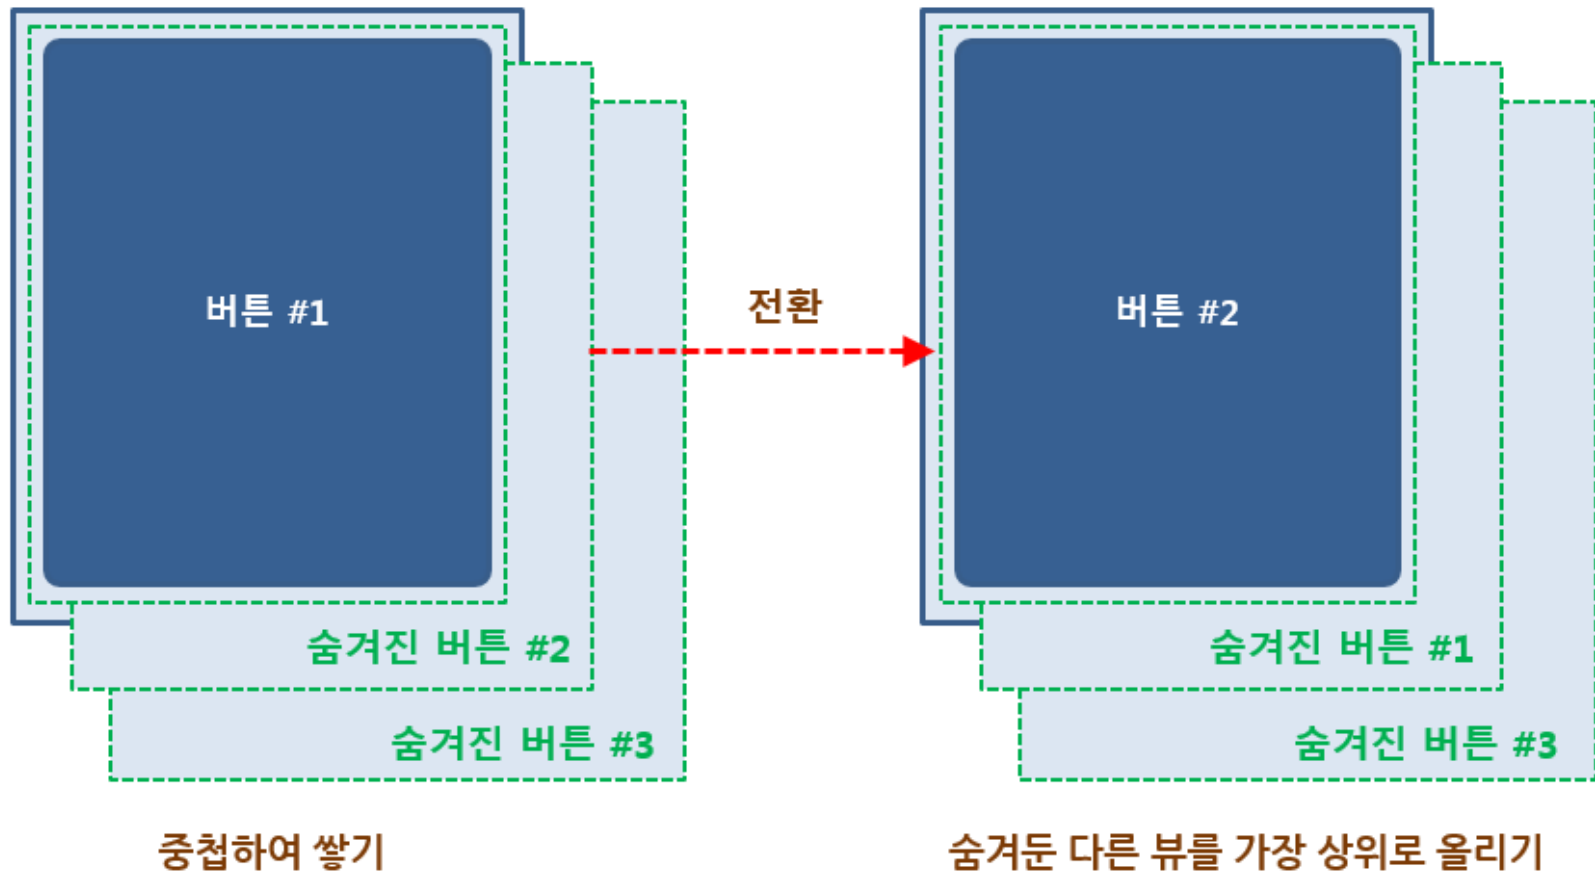 버튼 #1
숨겨진 버튼 #2
숨겨진 버튼 #3
중첩하여 쌓기
전환
버튼 #2
숨겨진 버튼 #1
숨겨진 버튼 #3
숨겨둔 다른 뷰를 가장 상위로 올리기